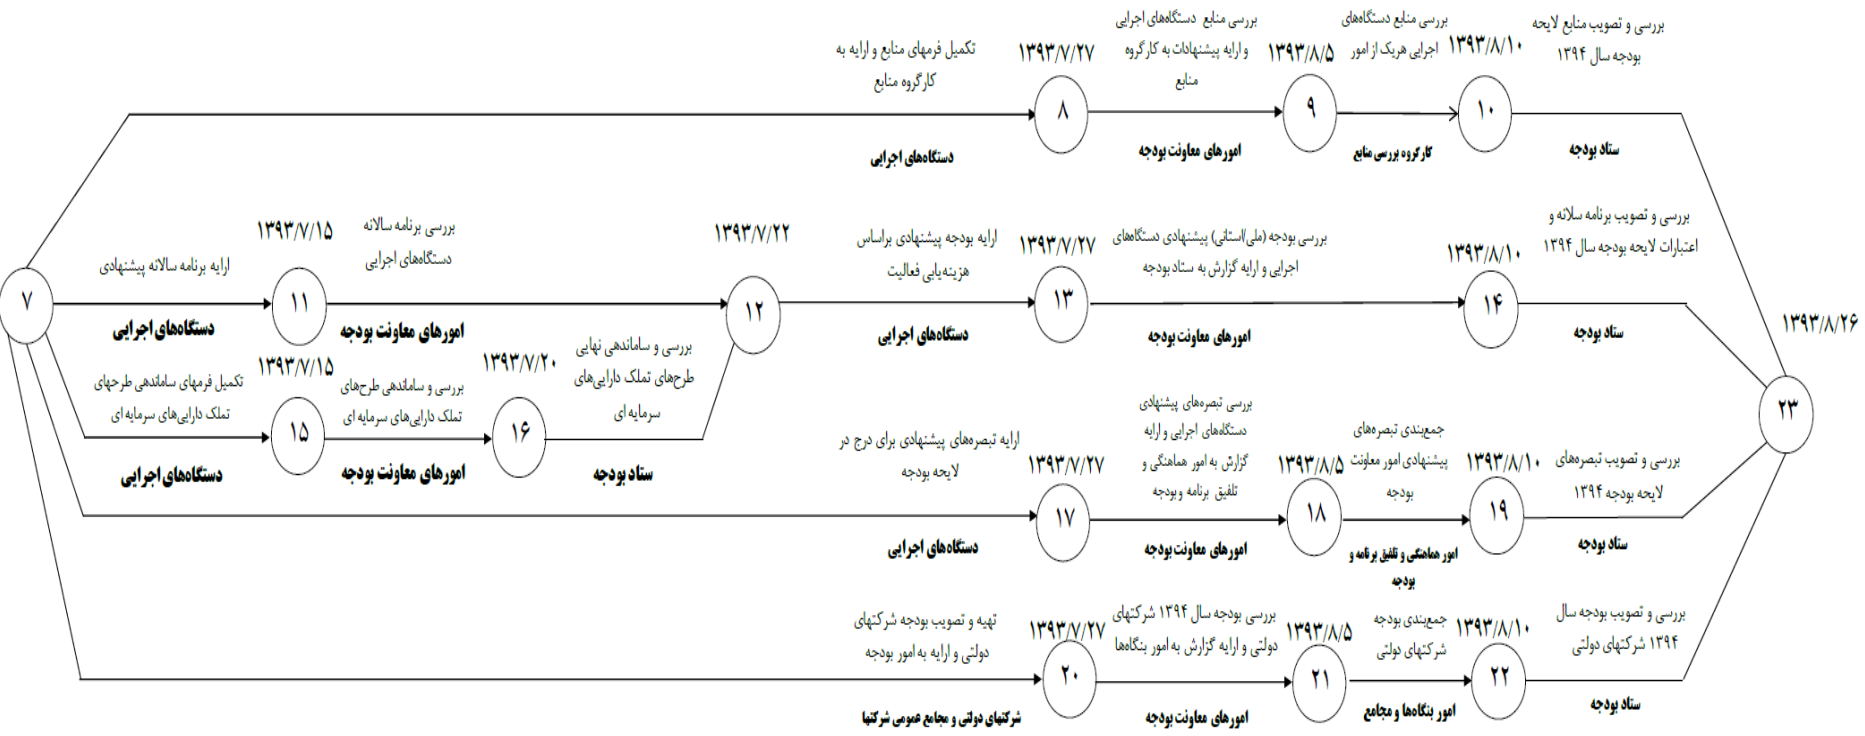 تکمیل فرمهای منابع و ارایه به
کارگروه منابع
دستگاه‌های اجرایی
۱۳۹۳/۷/۲۷
۸
بررسی منابع دستگاه‌های اجرایی
و ارایه پیشنهادات به کارگروه
منابع
امورهای معاونت بودجه
۱۳۹۳/۸/۵
۹
بررسی منابع دستگاه‌های
اجرایی هریک از امور
کارگروه بررسی منابع
۱۳۹۳/۸/۱۰
۱۰
بررسی و تصویب منابع لایحه
بودجه سال ۱۳۹۴
ستاد بودجه
۷
ارایه برنامه سالانه پیشنهادی
دستگاه‌های اجرایی
۱۳۹۳/۷/۱۵
۱۱
بررسی برنامه سالانه
دستگاه‌های اجرایی
امورهای معاونت بودجه
۱۳۹۳/۷/۲۲
۱۲
ارایه بودجه پیشنهادی براساس
هزینه‌یابی فعالیت
دستگاه‌های اجرایی
۱۳۹۳/۷/۲۷
۱۳
بررسی بودجه (ملی/استانی) پیشنهادی دستگاه‌های
اجرایی و ارایه گزارش به ستاد بودجه
امورهای معاونت بودجه
۱۳۹۳/۸/۱۰
۱۴
بررسی و تصویب برنامه سلانه و
اعتبارات لایحه بودجه سال ۱۳۹۴
ستاد بودجه
۱۳۹۳/۸/۲۶
۲۳
تکمیل فرمهای ساماندهی طرحهای
تملک دارایی‌های سرمایه ای
دستگاه‌های اجرایی
۱۳۹۳/۷/۱۵
۱۵
بررسی و ساماندهی طرح‌های
تملک دارایی‌های سرمایه ای
امورهای معاونت بودجه
۱۳۹۳/۷/۲۰
۱۶
بررسی و ساماندهی نهایی
طرح‌های تملک دارایی‌های
سرمایه ای
ستاد بودجه
ارایه تبصره‌های پیشنهادی برای درج در
لایحه بودجه
دستگاه‌های اجرایی
۱۳۹۳/۷/۲۷
۱۷
بررسی تبصره‌های پیشنهادی
دستگاه‌های اجرایی و ارایه
گزارش به امور هماهنگی و
تلفیق برنامه و بودجه
امورهای معاونت بودجه
۱۳۹۳/۸/۵
۱۸
جمع‌بندی تبصره‌های
پیشنهادی امور معاونت
بودجه
امور هماهنگی و تلفیق برنامه و
بودجه
۱۳۹۳/۸/۱۰
۱۹
بررسی و تصویب تبصره‌های
لایحه بودجه ۱۳۹۴
ستاد بودجه
تهیه و تصویب بودجه شرکتهای
دولتی و ارایه به امور بودجه
شرکتهای دولتی و مجامع عمومی شرکتها
۱۳۹۳/۷/۲۷
۲۰
بررسی بودجه سال ۱۳۹۴ شرکتهای
دولتی و ارایه گزارش به امور بنگاه‌ها
امورهای معاونت بودجه
۱۳۹۳/۸/۵
۲۱
جمع‌بندی بودجه
شرکتهای دولتی
امور بنگاه‌ها و مجامع
۱۳۹۳/۸/۱۰
۲۲
بررسی و تصویب بودجه سال
۱۳۹۴ شرکتهای دولتی
ستاد بودجه